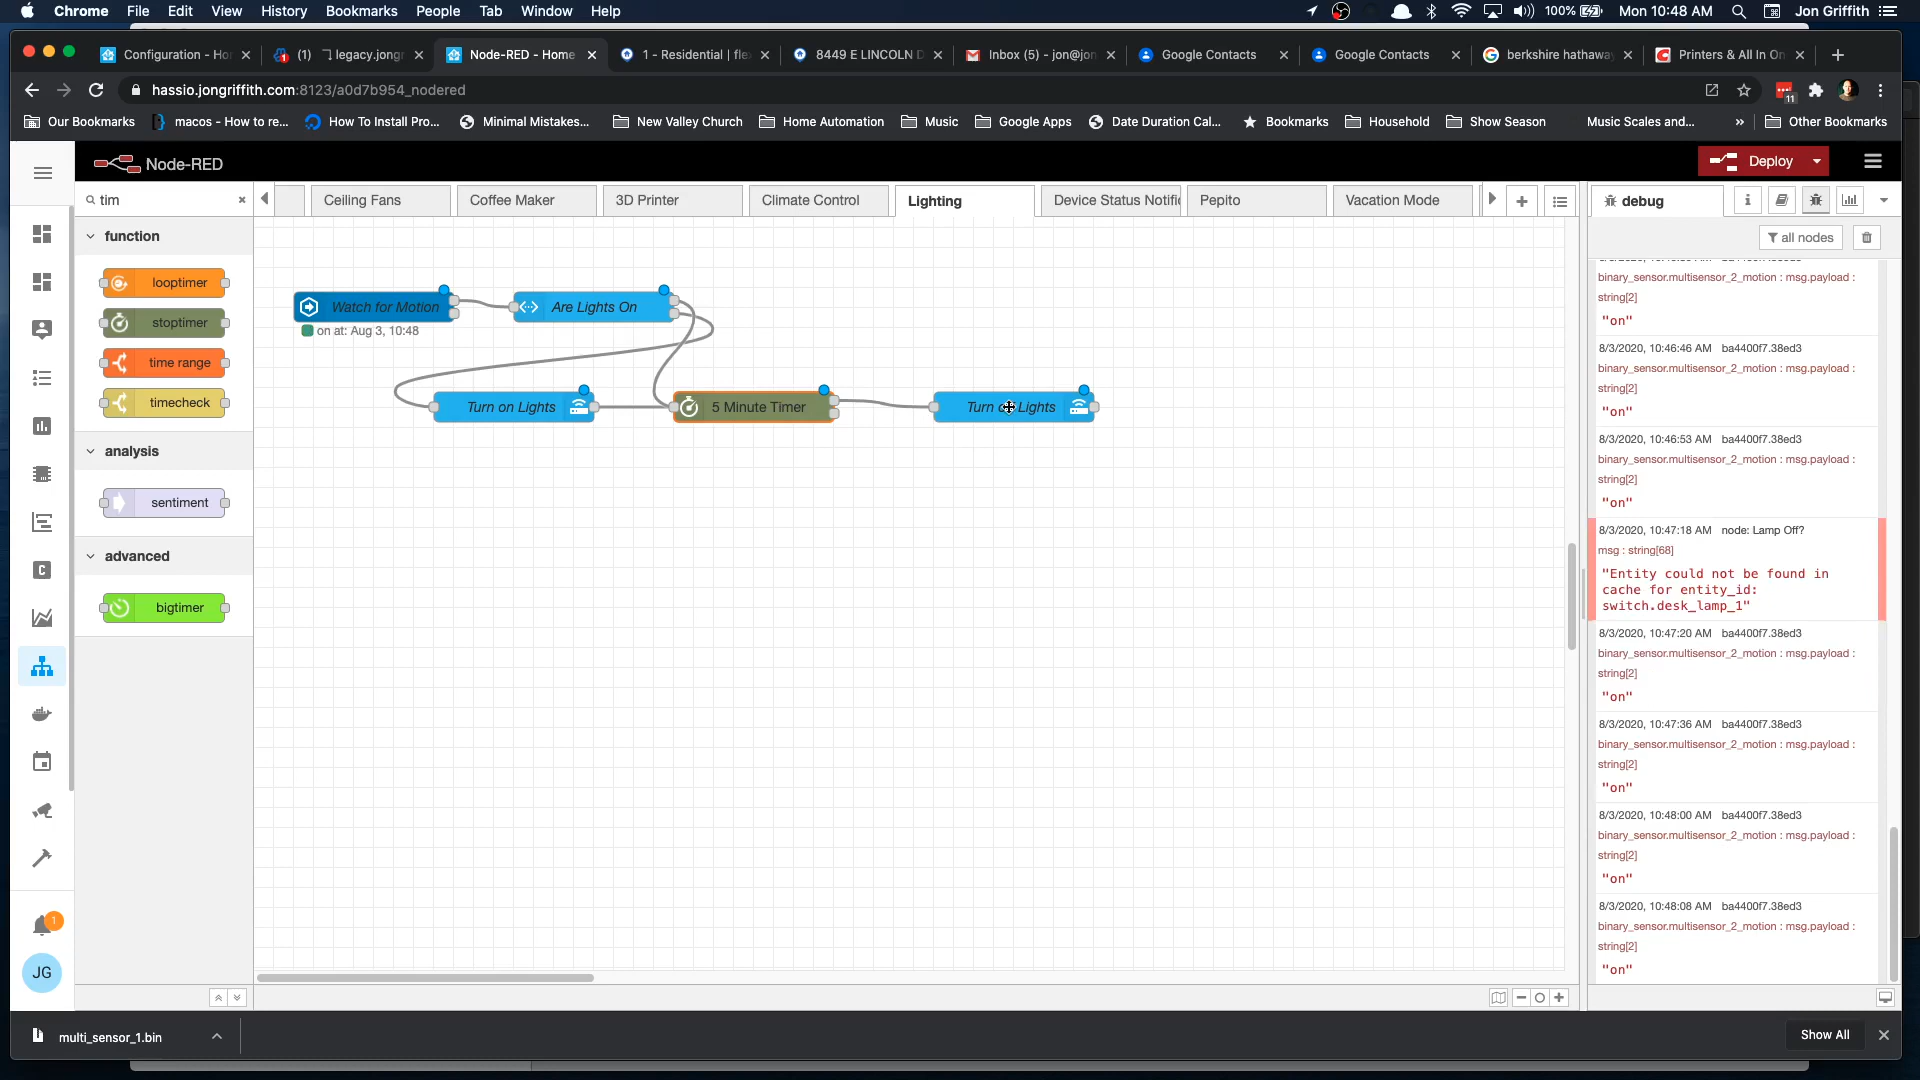 Chrome File Edit View History Bookmarks People Tab Window Help
100% Mon 10:48 AM Jon Griffith
Configuration - Ho
(1) legacy.jongr
Node-RED - Home
1 - Residential | fle
8449 E LINCOLN D
Inbox (5) - jon@jon
Google Contacts
Google Contacts
berkshire hathaway
Printers & All In On
hassio.jongriffith.com:8123/a0d7b954_nodered
11
Our Bookmarks
macos - How to re...
How To Install Pro...
Minimal Mistakes...
New Valley Church
Home Automation
Music
Google Apps
Date Duration Cal...
Bookmarks
Household
Show Season
Music Scales and...
»
Other Bookmarks
Node-RED
Deploy
tim
Ceiling Fans
Coffee Maker
3D Printer
Climate Control
Lighting
Device Status Notifi
Pepito
Vacation Mode
debug
all nodes
function
looptimer
stoptimer
time range
timecheck
analysis
sentiment
advanced
bigtimer
Watch for Motion
on at: Aug 3, 10:48
Are Lights On
Turn on Lights
5 Minute Timer
Lights
binary_sensor.multisensor_2_motion : msg.payload :
string[2]
"on"
8/3/2020, 10:46:46 AM ba4400f7.38ed3
binary_sensor.multisensor_2_motion : msg.payload :
string[2]
"on"
8/3/2020, 10:46:53 AM ba4400f7.38ed3
binary_sensor.multisensor_2_motion : msg.payload :
string[2]
"on"
8/3/2020, 10:47:18 AM node: Lamp Off?
msg : string[68]
"Entity could not be found in
cache for entity_id:
switch.desk_lamp_1"
8/3/2020, 10:47:20 AM ba4400f7.38ed3
binary_sensor.multisensor_2_motion : msg.payload :
string[2]
"on"
8/3/2020, 10:47:36 AM ba4400f7.38ed3
binary_sensor.multisensor_2_motion : msg.payload :
string[2]
"on"
8/3/2020, 10:48:00 AM ba4400f7.38ed3
binary_sensor.multisensor_2_motion : msg.payload :
string[2]
"on"
8/3/2020, 10:48:08 AM ba4400f7.38ed3
binary_sensor.multisensor_2_motion : msg.payload :
string[2]
"on"
1
JG
multi_sensor_1.bin
Show All